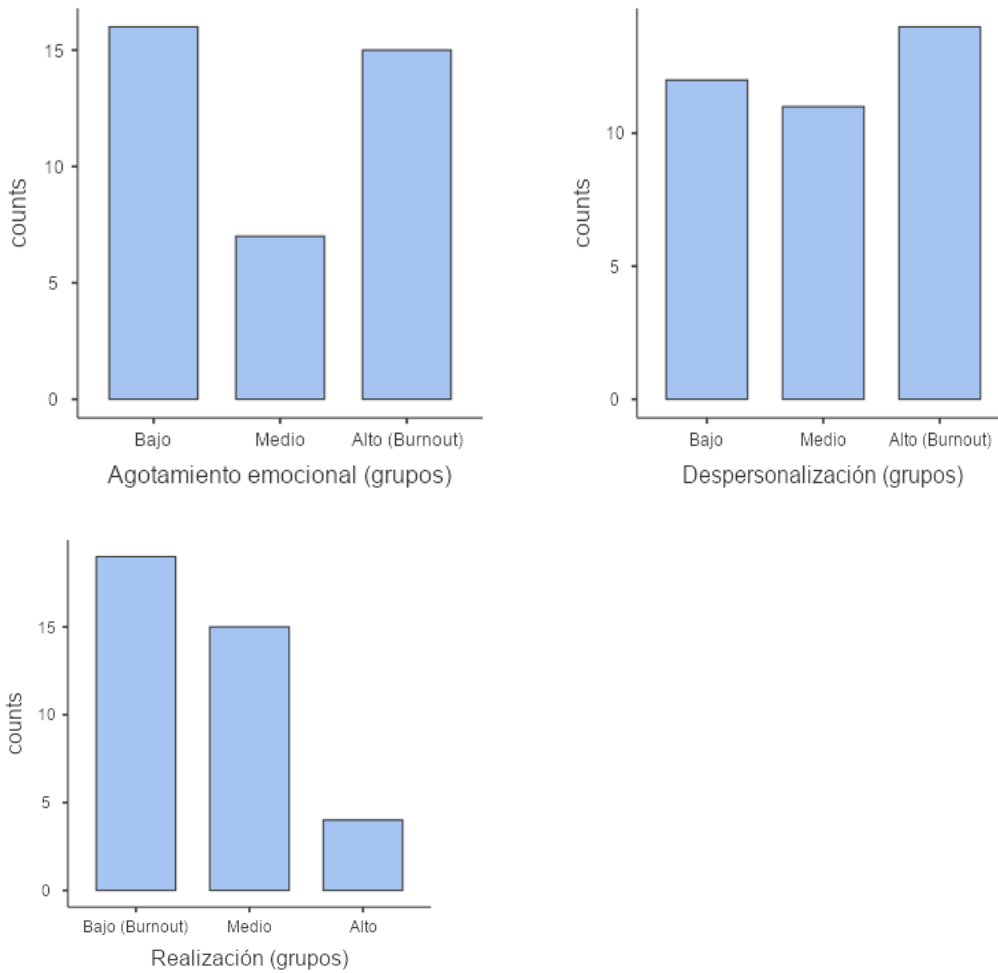 15
10
5
0
counts
Bajo Medio Alto (Burnout)
Agotamiento emocional (grupos)
10
5
0
counts
Bajo Medio Alto (Burnout)
Despersonalización (grupos)
15
10
5
0
counts
Bajo (Burnout) Medio Alto
Realización (grupos)